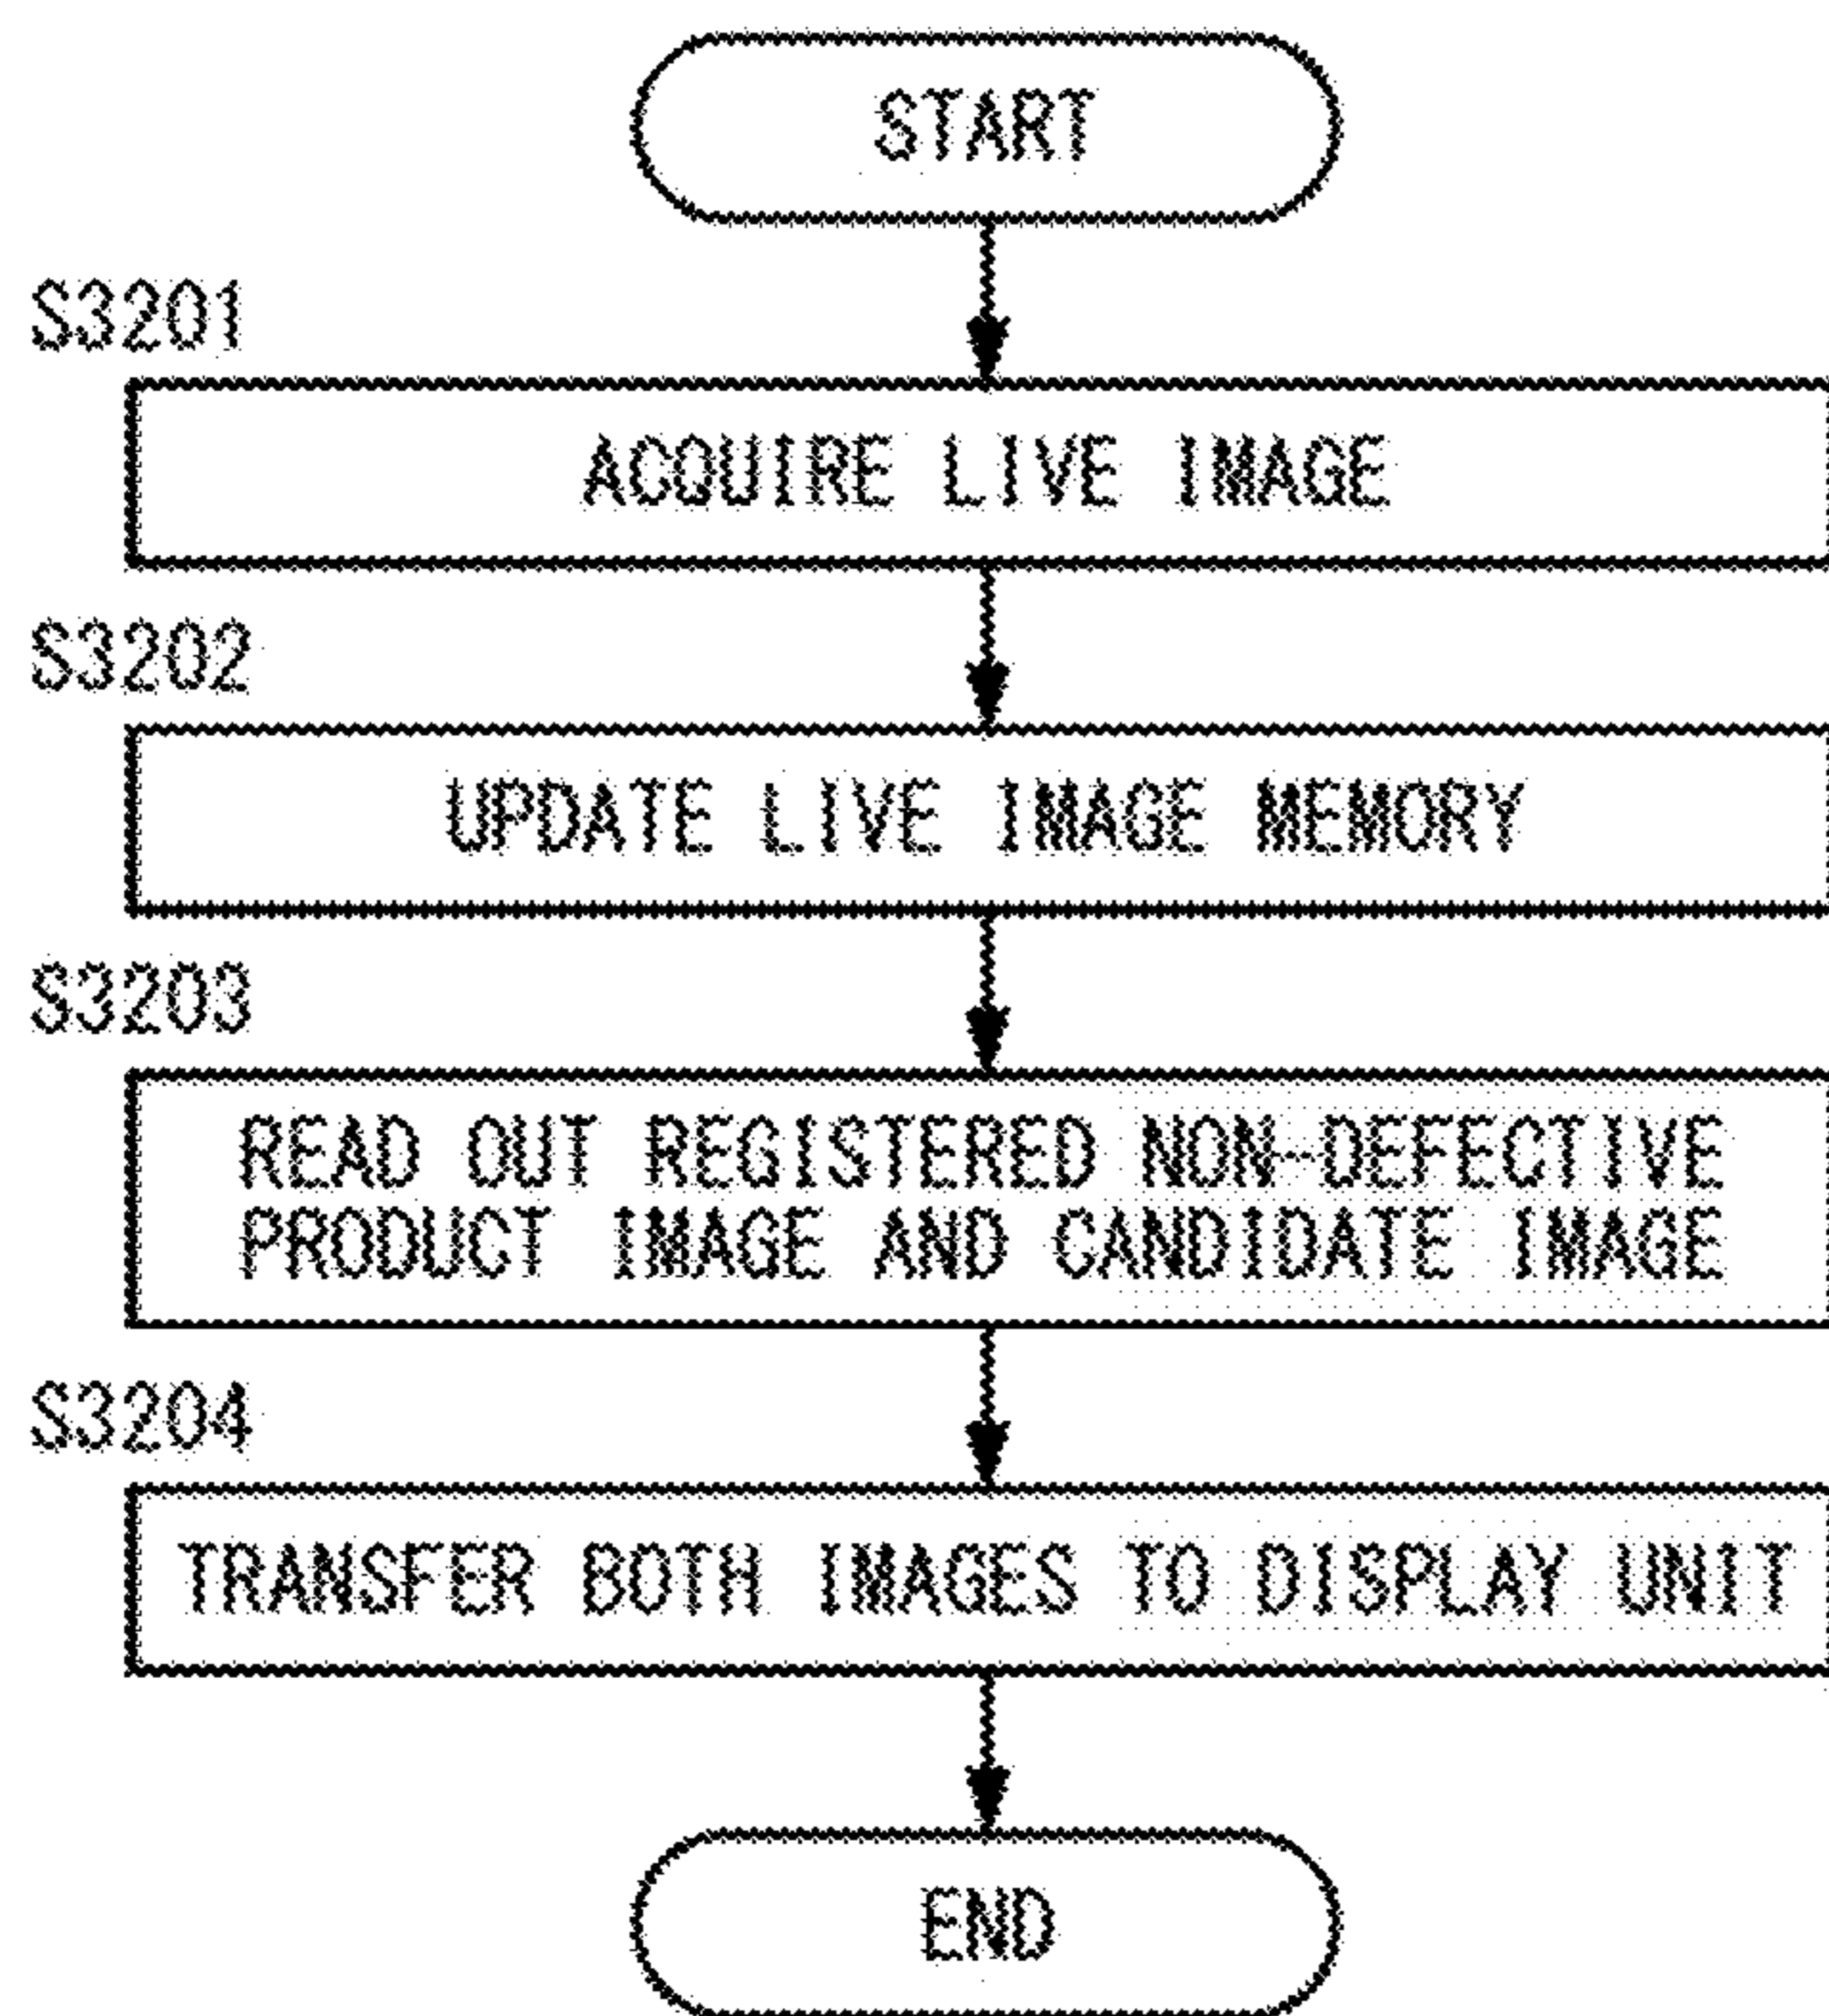 START
S3201
ACQUIRE LIVE IMAGE
S3202
UPDATE LIVE IMAGE MEMORY
S3203
READ OUT REGISTERED NON-DEFECTIVE
PRODUCT IMAGE AND CANDIDATE IMAGE
S3204
TRANSFER BOTH IMAGES TO DISPLAY UNIT
END